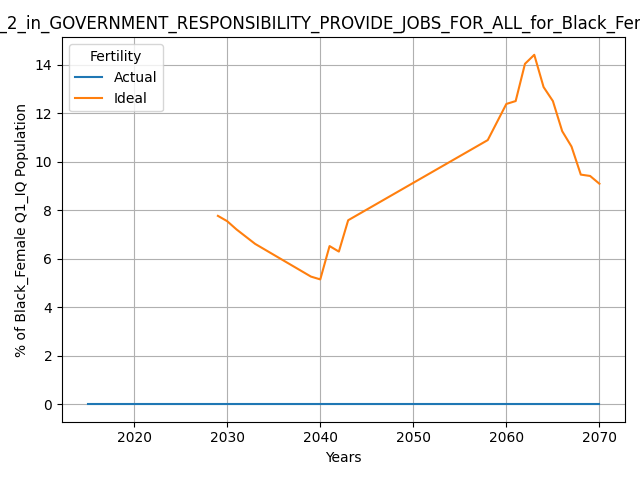 _2_in_GOVERNMENT_RESPONSIBILITY_PROVIDE_JOBS_FOR_ALL_for_Black_Fer
Fertility
Actual
Ideal
% of Black_Female Q1_IQ Population
14
12
10
8
6
4
2
0
2020 2030 2040 2050 2060 2070
Years